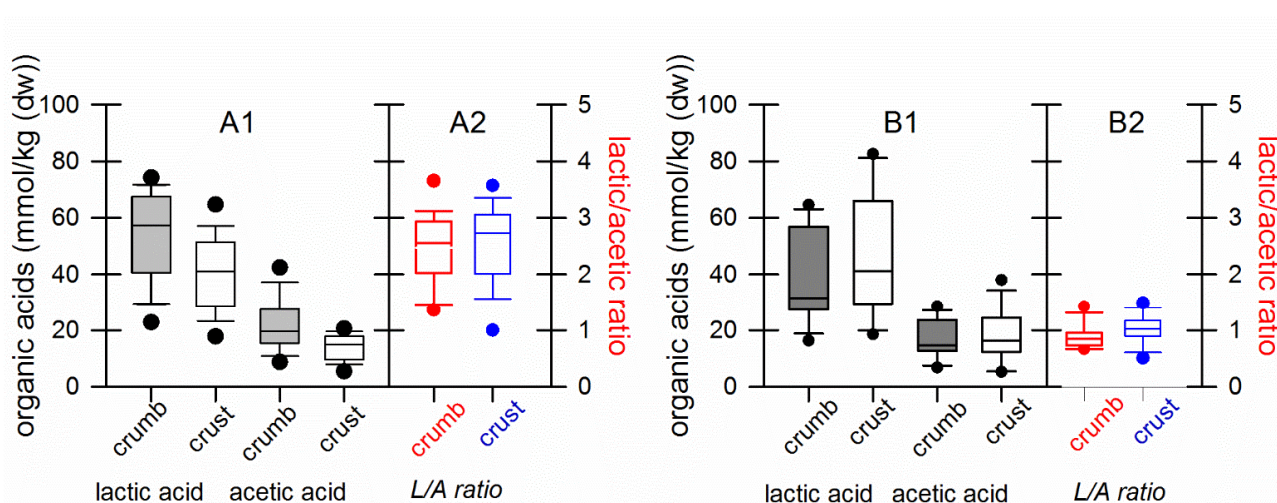 A1
A2
organic acids (mmol/kg (dw))
100
80
60
40
20
0
5
4
3
2
1
0
lactic/acetic ratio
crumb
crust
crumb
crust
crumb
crust
lactic acid
acetic acid
L/A ratio
B1
B2
organic acids (mmol/kg (dw))
100
80
60
40
20
0
5
4
3
2
1
0
lactic/acetic ratio
crumb
crust
crumb
crust
crumb
crust
lactic acid
acetic acid
L/A ratio